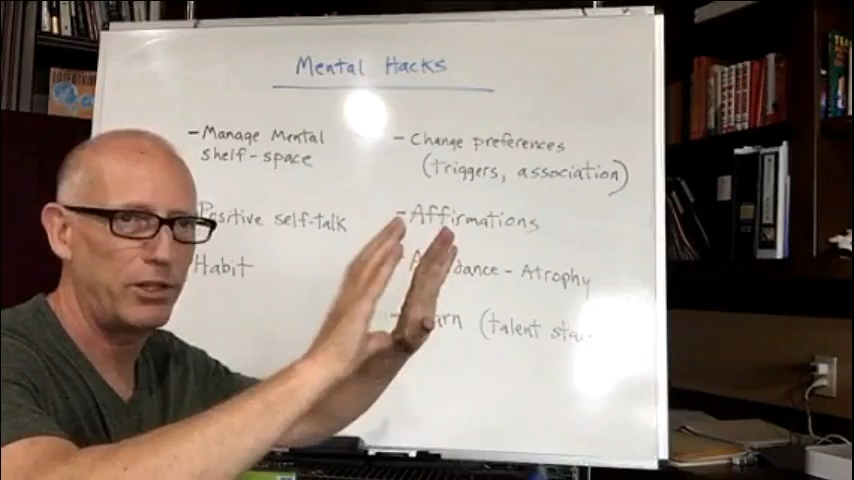 Mental Hacks
- Manage Mental
shelf-space
Positive self-talk
Habit
- Change preferences
(triggers, association)
- Affirmations
- Atrophy
(talent